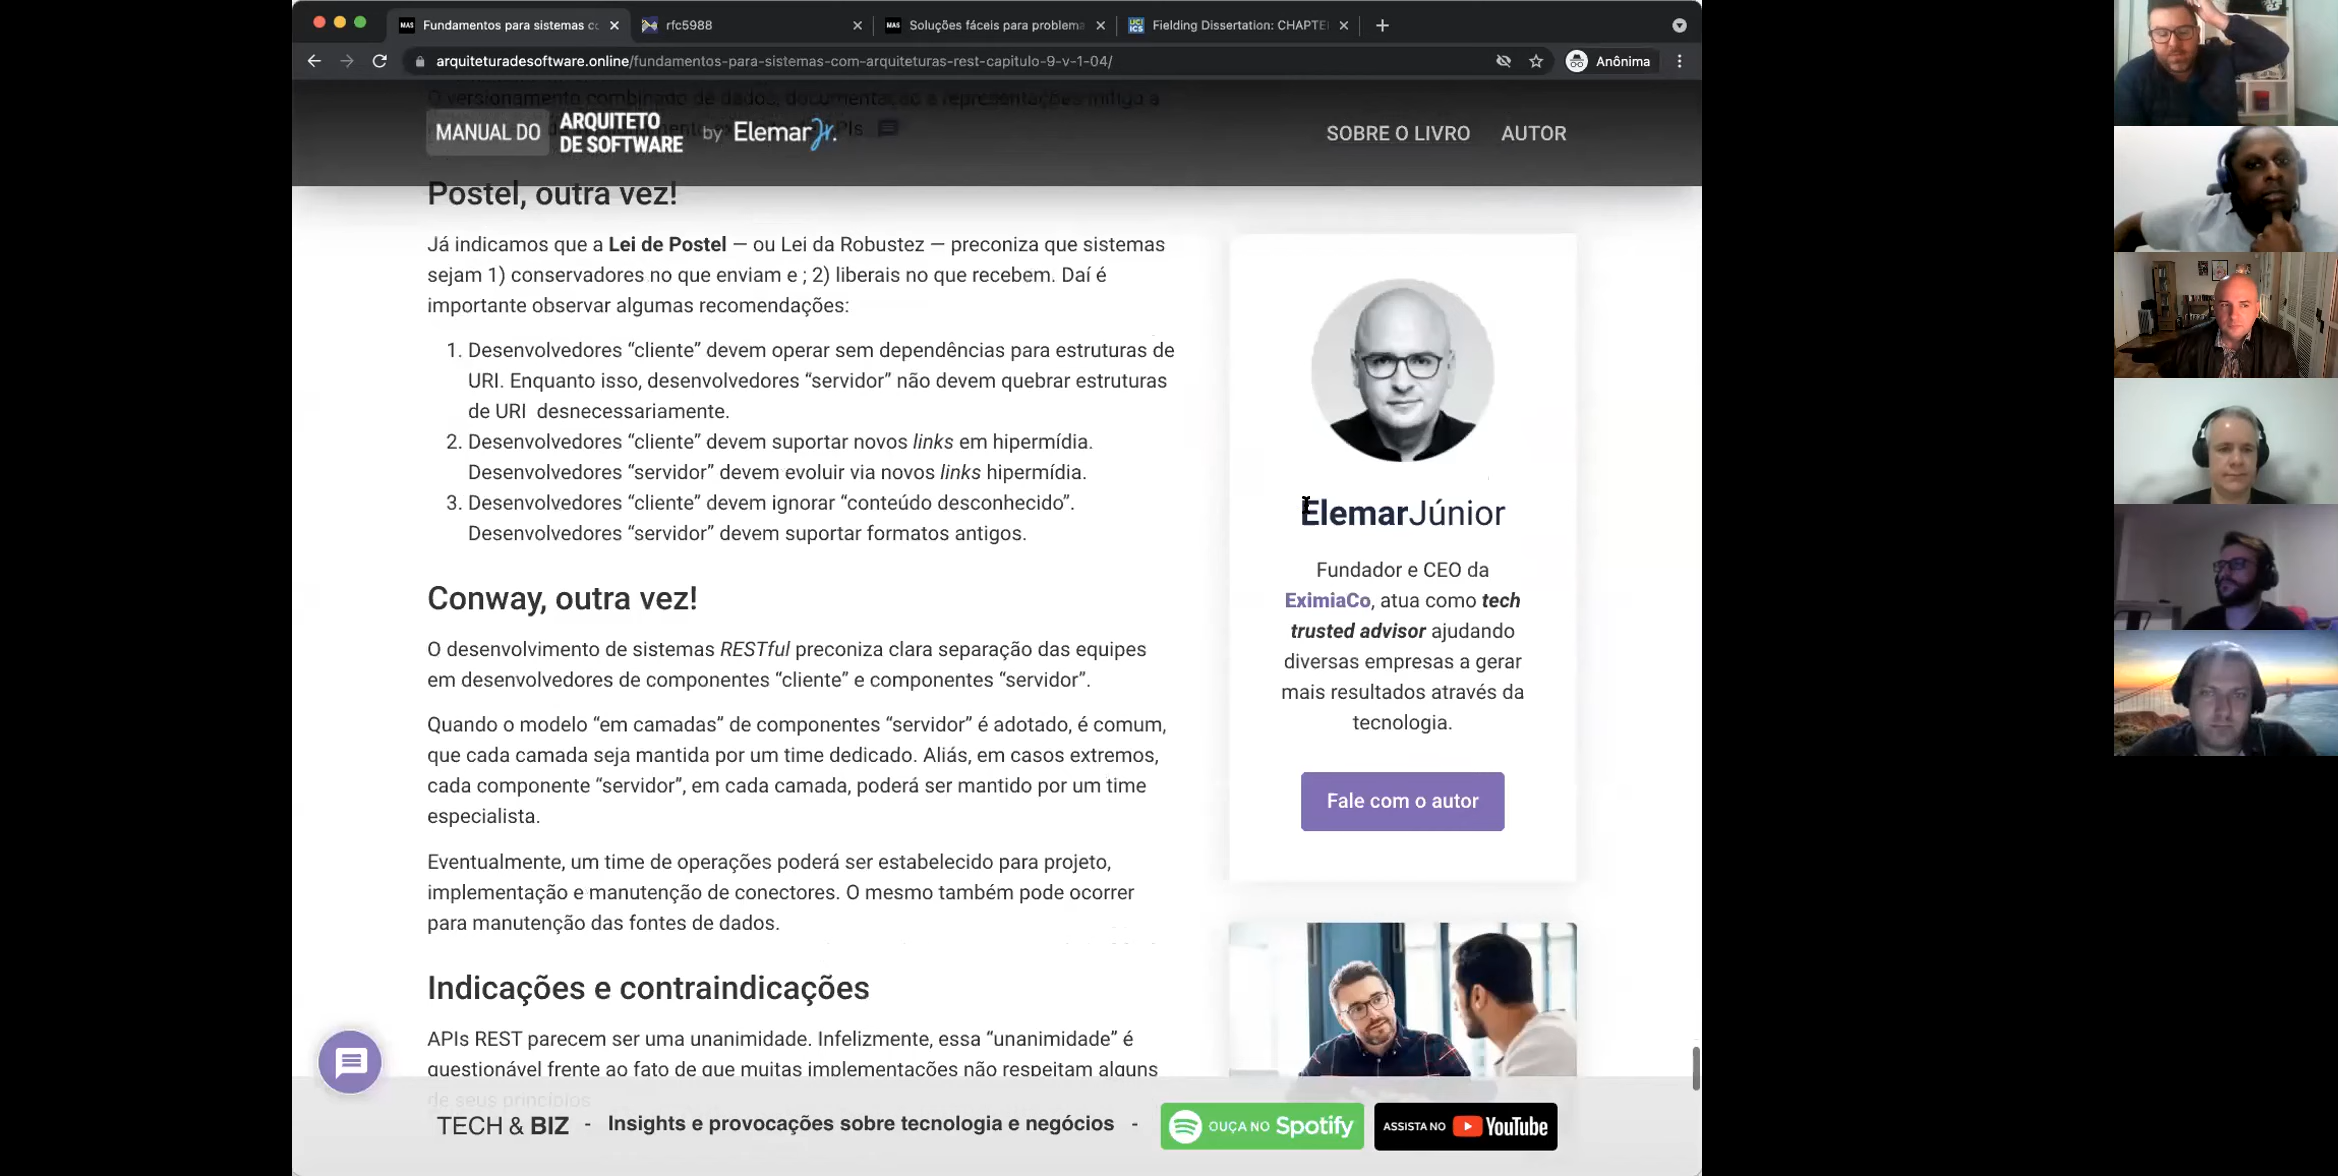 Fundamentos para sistemas co
rfc5988
Soluções fáceis para problema
Fielding Dissertation: CHAPTE
arquiteturadesoftware.online/fundamentos-para-sistemas-com-arquiteturas-rest-capitulo-9-v-1-04/
Anônima
O versionamento combinado de dados, documentação e representações mitiga a
MANUAL DO ARQUITETO DE SOFTWARE by Elemar Jr.
SOBRE O LIVRO
AUTOR
Postel, outra vez!
Já indicamos que a Lei de Postel — ou Lei da Robustez — preconiza que sistemas
sejam 1) conservadores no que enviam e ; 2) liberais no que recebem. Daí é
importante observar algumas recomendações:
1. Desenvolvedores “cliente” devem operar sem dependências para estruturas de
URI. Enquanto isso, desenvolvedores “servidor” não devem quebrar estruturas
de URI desnecessariamente.
2. Desenvolvedores “cliente” devem suportar novos links em hipermídia.
Desenvolvedores “servidor” devem evoluir via novos links hipermídia.
3. Desenvolvedores “cliente” devem ignorar “conteúdo desconhecido”.
Desenvolvedores “servidor” devem suportar formatos antigos.
Conway, outra vez!
O desenvolvimento de sistemas RESTful preconiza clara separação das equipes
em desenvolvedores de componentes “cliente” e componentes “servidor”.
Quando o modelo “em camadas” de componentes “servidor” é adotado, é comum,
que cada camada seja mantida por um time dedicado. Aliás, em casos extremos,
cada componente “servidor”, em cada camada, poderá ser mantido por um time
especialista.
Eventualmente, um time de operações poderá ser estabelecido para projeto,
implementação e manutenção de conectores. O mesmo também pode ocorrer
para manutenção das fontes de dados.
Indicações e contraindicações
APIs REST parecem ser uma unanimidade. Infelizmente, essa “unanimidade” é
questionável frente ao fato de que muitas implementações não respeitam alguns
de seus princípios
ElemarJúnior
Fundador e CEO da
EximiaCo, atua como tech
trusted advisor ajudando
diversas empresas a gerar
mais resultados através da
tecnologia.
Fale com o autor
TECH & BIZ - Insights e provocações sobre tecnologia e negócios -
OUÇA NO Spotify
ASSISTA NO YouTube